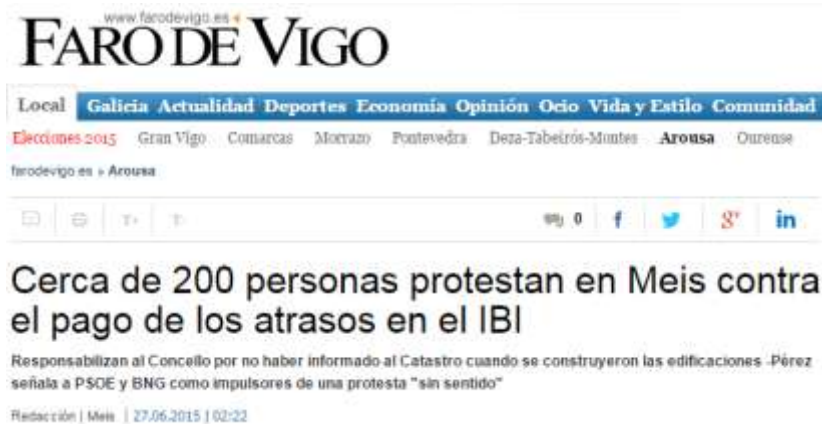 www.farodevigo.es
FARO DE VIGO
Local Galicia Actualidad Deportes Economía Opinión Ocio Vida y Estilo Comunidad
Elecciones 2015 Gran Vigo Comarcas Morrazo Pontevedra Deza-Tabeirós-Montes Arousa Ourense
farodevigo.es » Arousa
T+ T- 0 f g+ in
Cerca de 200 personas protestan en Meis contra
el pago de los atrasos en el IBI
Responsabilizan al Concello por no haber informado al Catastro cuando se construyeron las edificaciones -Pérez
señala a PSOE y BNG como impulsores de una protesta "sin sentido"
Redacción | Meis | 27.06.2015 | 02:22